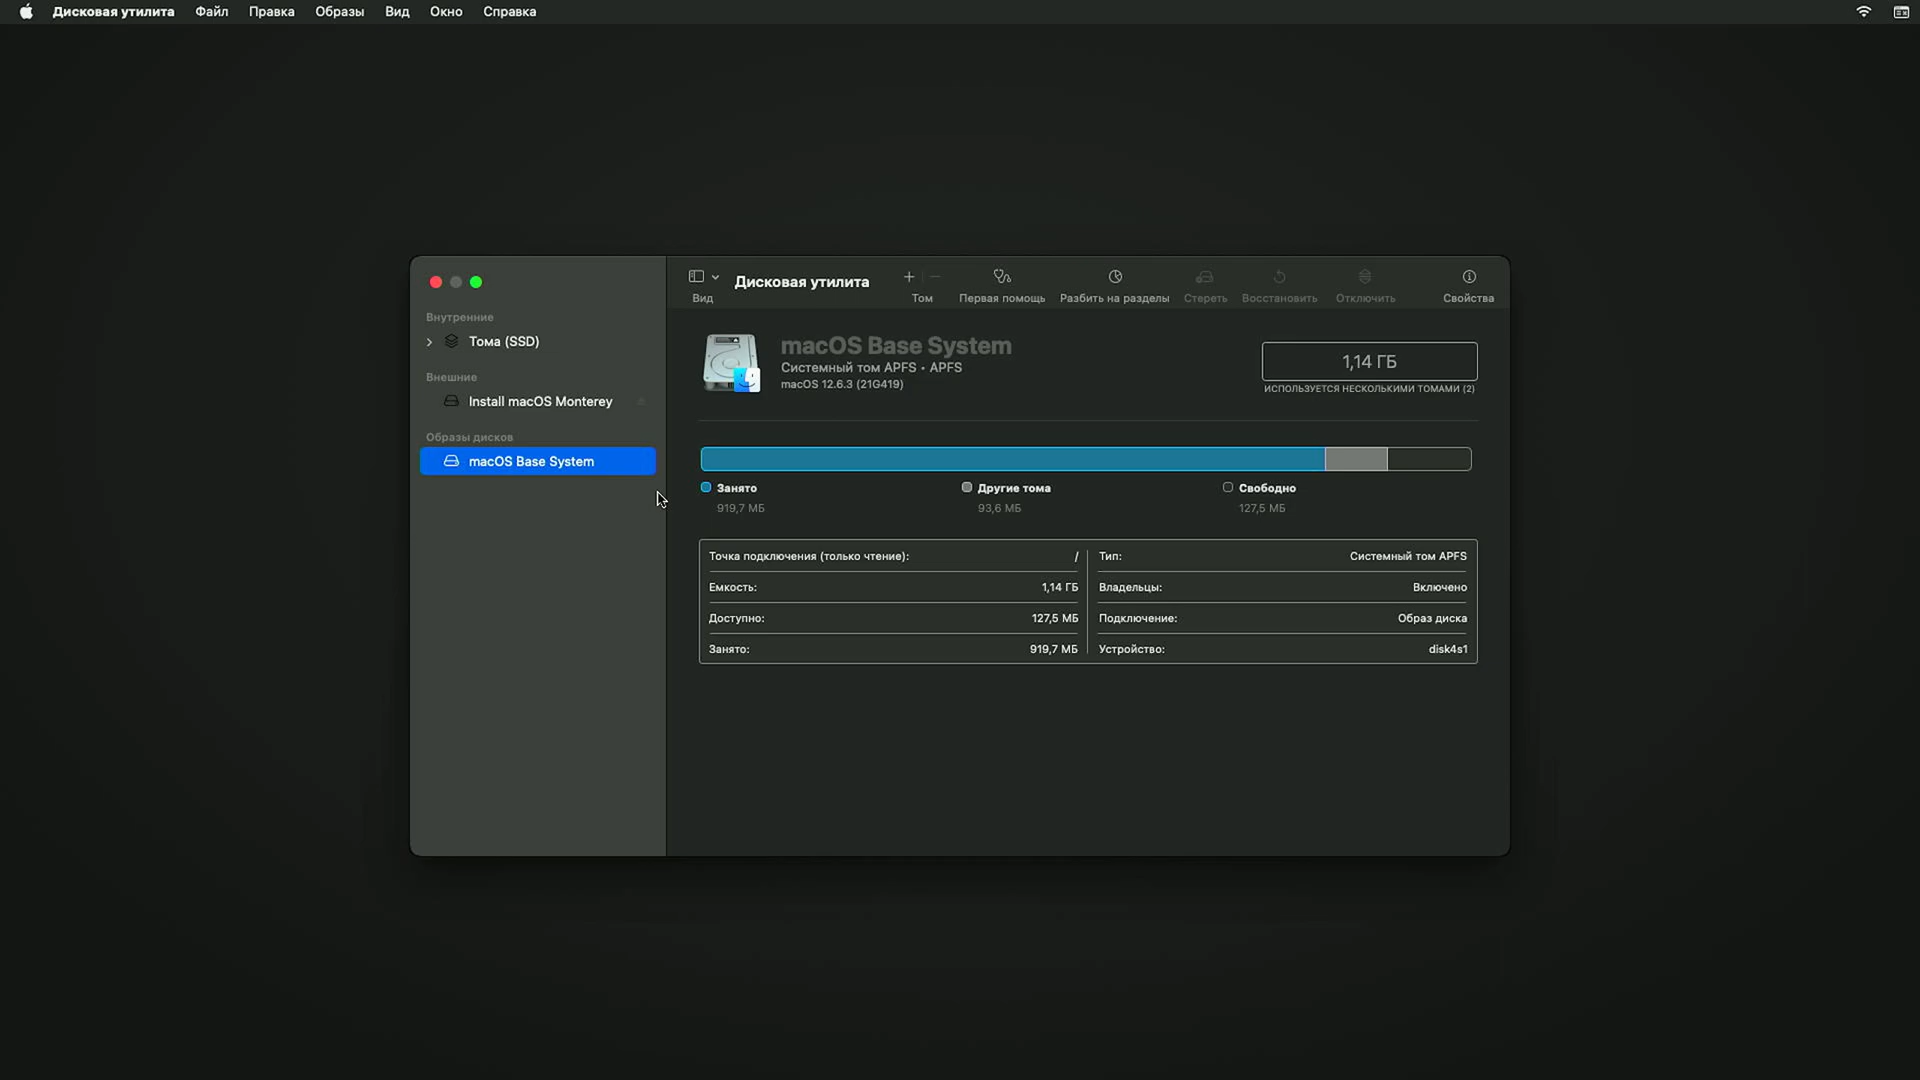 Дисковая утилита Файл Правка Образы Вид Окно Справка
Дисковая утилита
Вид Том Первая помощь Разбить на разделы Стереть Восстановить Отключить Свойства
Внутренние
Тома (SSD)
Внешние
Install macOS Monterey
Образы дисков
macOS Base System
macOS Base System
Системный том APFS • APFS
macOS 12.6.3 (21G419)
1,14 ГБ
ИСПОЛЬЗУЕТСЯ НЕСКОЛЬКИМИ ТОМАМИ (2)
Занято Другие тома Свободно
919,7 МБ 93,6 МБ 127,5 МБ
Точка подключения (только чтение): / Тип: Системный том APFS
Емкость: 1,14 ГБ Владельцы: Включено
Доступно: 127,5 МБ Подключение: Образ диска
Занято: 919,7 МБ Устройство: disk4s1